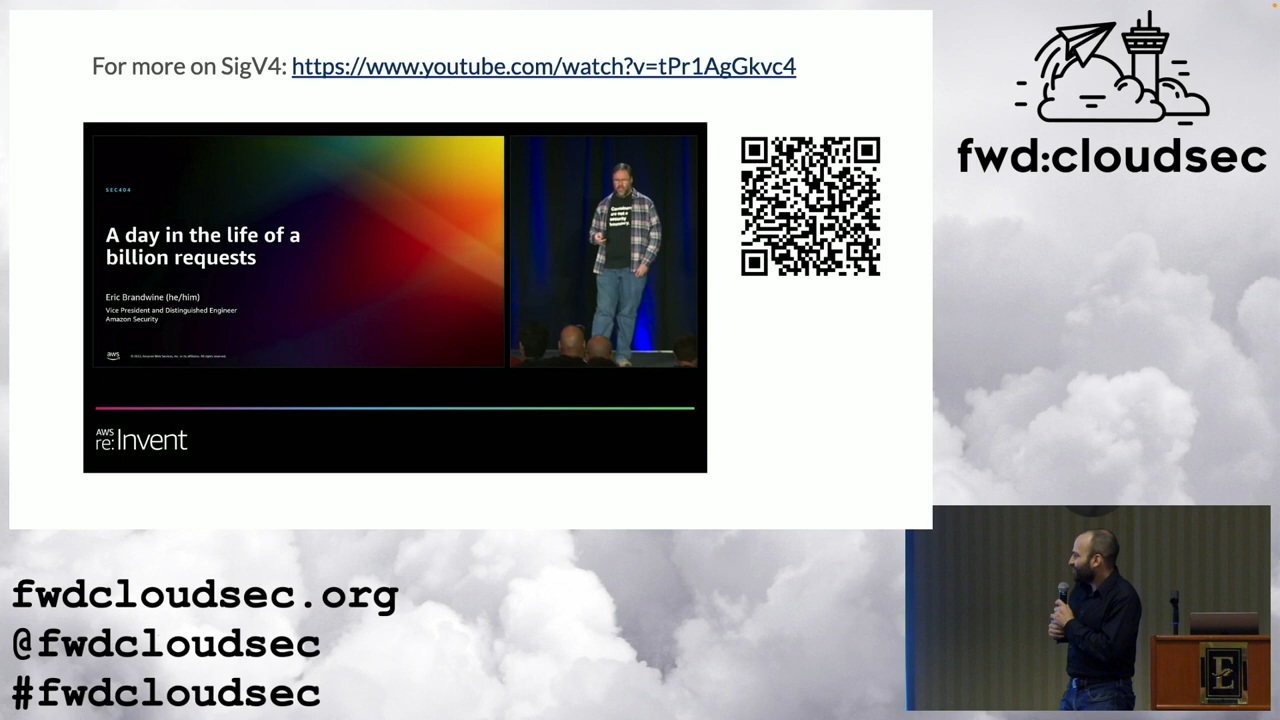 For more on SigV4: https://www.youtube.com/watch?v=tPr1AgGkvc4
SEC404
A day in the life of a
billion requests
Eric Brandwine (he/him)
Vice President and Distinguished Engineer
Amazon Security
aws
AWS
re:Invent
fwd:cloudsec
fwdcloudsec.org
@fwdcloudsec
#fwdcloudsec
E